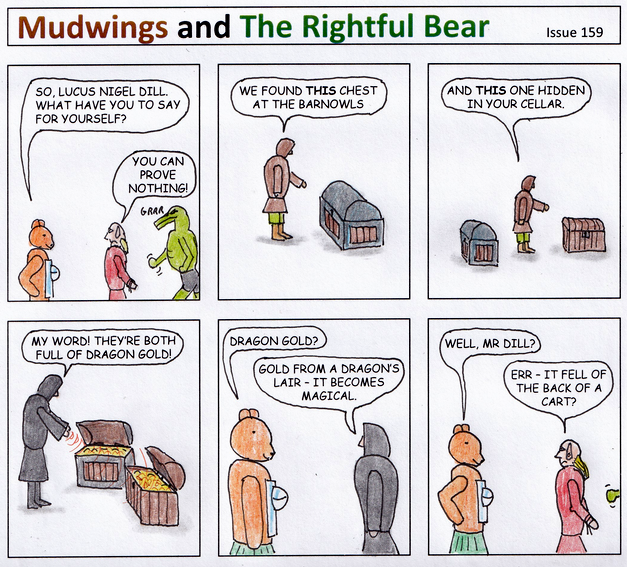 Mudwings and The Rightful Bear
Issue 159
SO, LUCUS NIGEL DILL.
WHAT HAVE YOU TO SAY
FOR YOURSELF?
YOU CAN
PROVE
NOTHING!
GRRR
WE FOUND THIS CHEST
AT THE BARNOWLS
AND THIS ONE HIDDEN
IN YOUR CELLAR.
MY WORD! THEY'RE BOTH
FULL OF DRAGON GOLD!
DRAGON GOLD?
GOLD FROM A DRAGON'S
LAIR - IT BECOMES
MAGICAL.
WELL, MR DILL?
ERR - IT FELL OF
THE BACK OF A
CART?